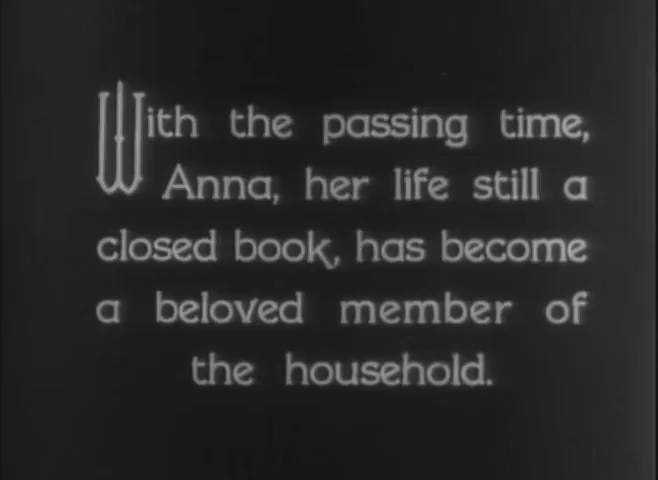 With the passing time,
Anna, her life still a
closed book, has become
a beloved member of
the household.